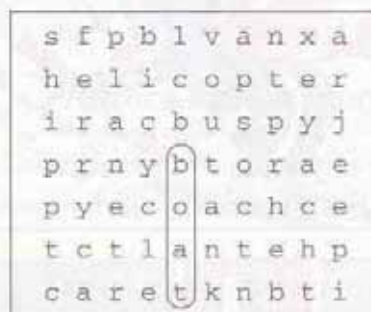 s f p b l v a n x a
h e l i c o p t e r
i r a c b u s p y j
p r n y b t o r a e
p y e c o a c h c e
t c t l a n t e h p
c a r e t k n b t i